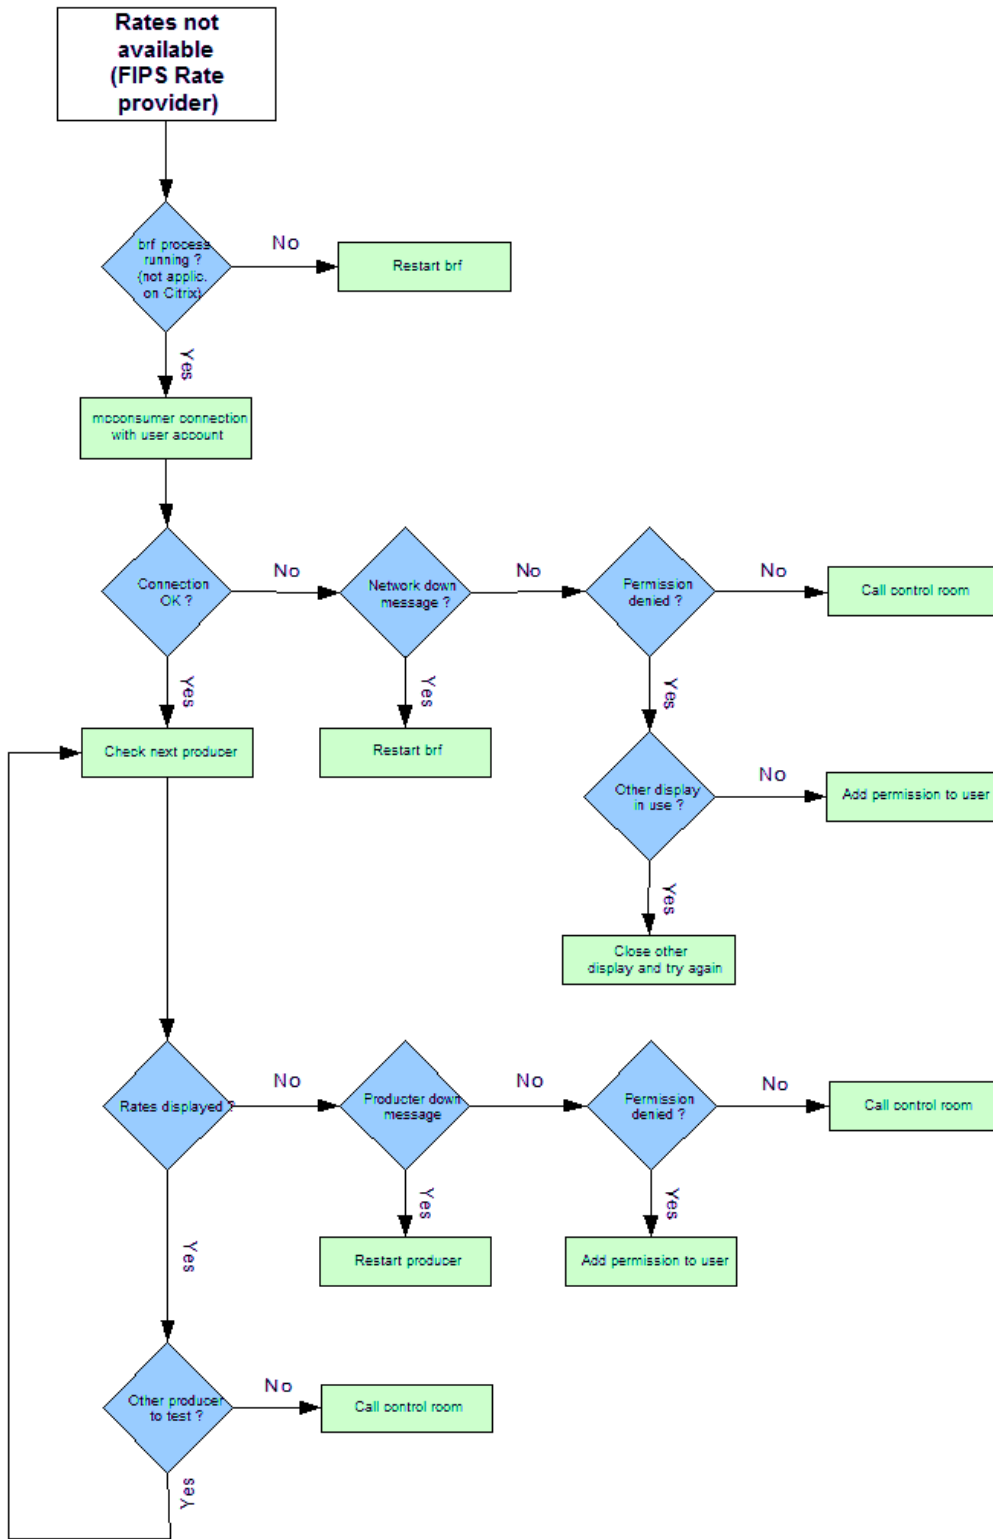 Rates not
available
(FIPS Rate
provider)
brf process
running ?
(not applic.
on Citrix)
No
Restart brf
Yes
mpconsumer connection
with user account
Connection
OK ?
No
Network down
message ?
No
Permission
denied ?
No
Call control room
Yes
Yes
Yes
Check next producer
Restart brf
Other display
in use ?
No
Add permission to user
Yes
Close other
display and try again
Rates displayed ?
No
Producter down
message
No
Permission
denied ?
No
Call control room
Yes
Yes
Yes
Restart producer
Add permission to user
Other producer
to test ?
No
Call control room
Yes